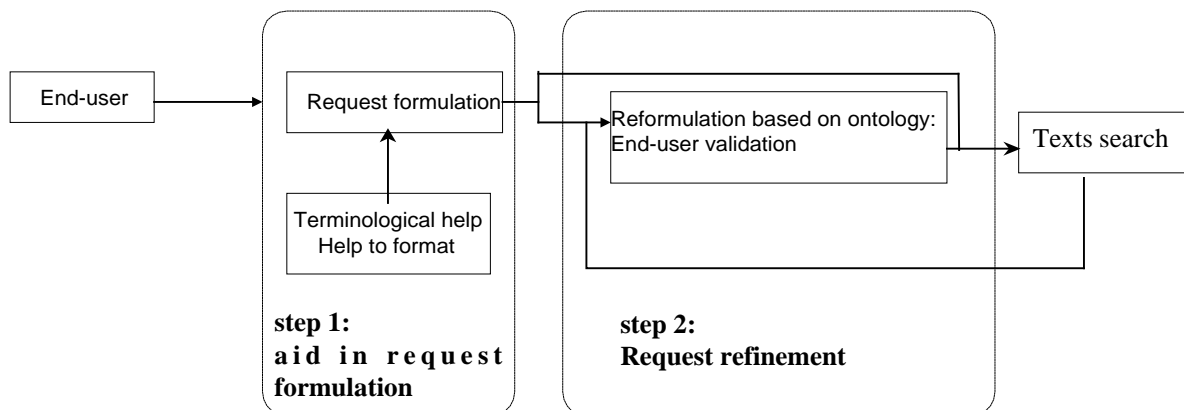 End-user
Request formulation
Terminological help
Help to format
step 1:
aid in request
formulation
Reformulation based on ontology:
End-user validation
step 2:
Request refinement
Texts search